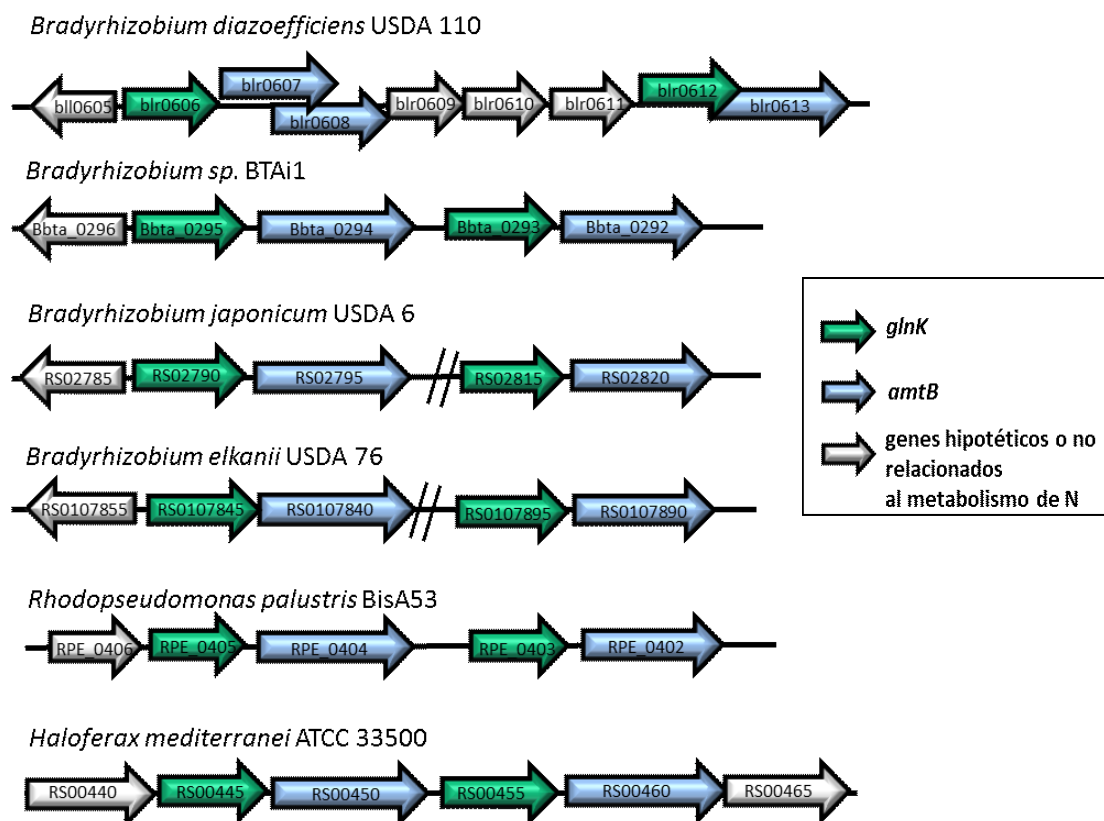 Bradyrhizobium diazoefficiens USDA 110
bll0605 blr0606 blr0607 blr0608 blr0609 blr0610 blr0611 blr0612 blr0613
Bradyrhizobium sp. BTAi1
Bbta_0296 Bbta_0295 Bbta_0294 Bbta_0293 Bbta_0292
Bradyrhizobium japonicum USDA 6
RS02785 RS02790 RS02795 RS02815 RS02820
Bradyrhizobium elkanii USDA 76
RS0107855 RS0107845 RS0107840 RS0107895 RS0107890
Rhodopseudomonas palustris BisA53
RPE_0406 RPE_0405 RPE_0404 RPE_0403 RPE_0402
Haloferax mediterranei ATCC 33500
RS00440 RS00445 RS00450 RS00455 RS00460 RS00465
glnK
amtB
genes hipotéticos o no
relacionados
al metabolismo de N